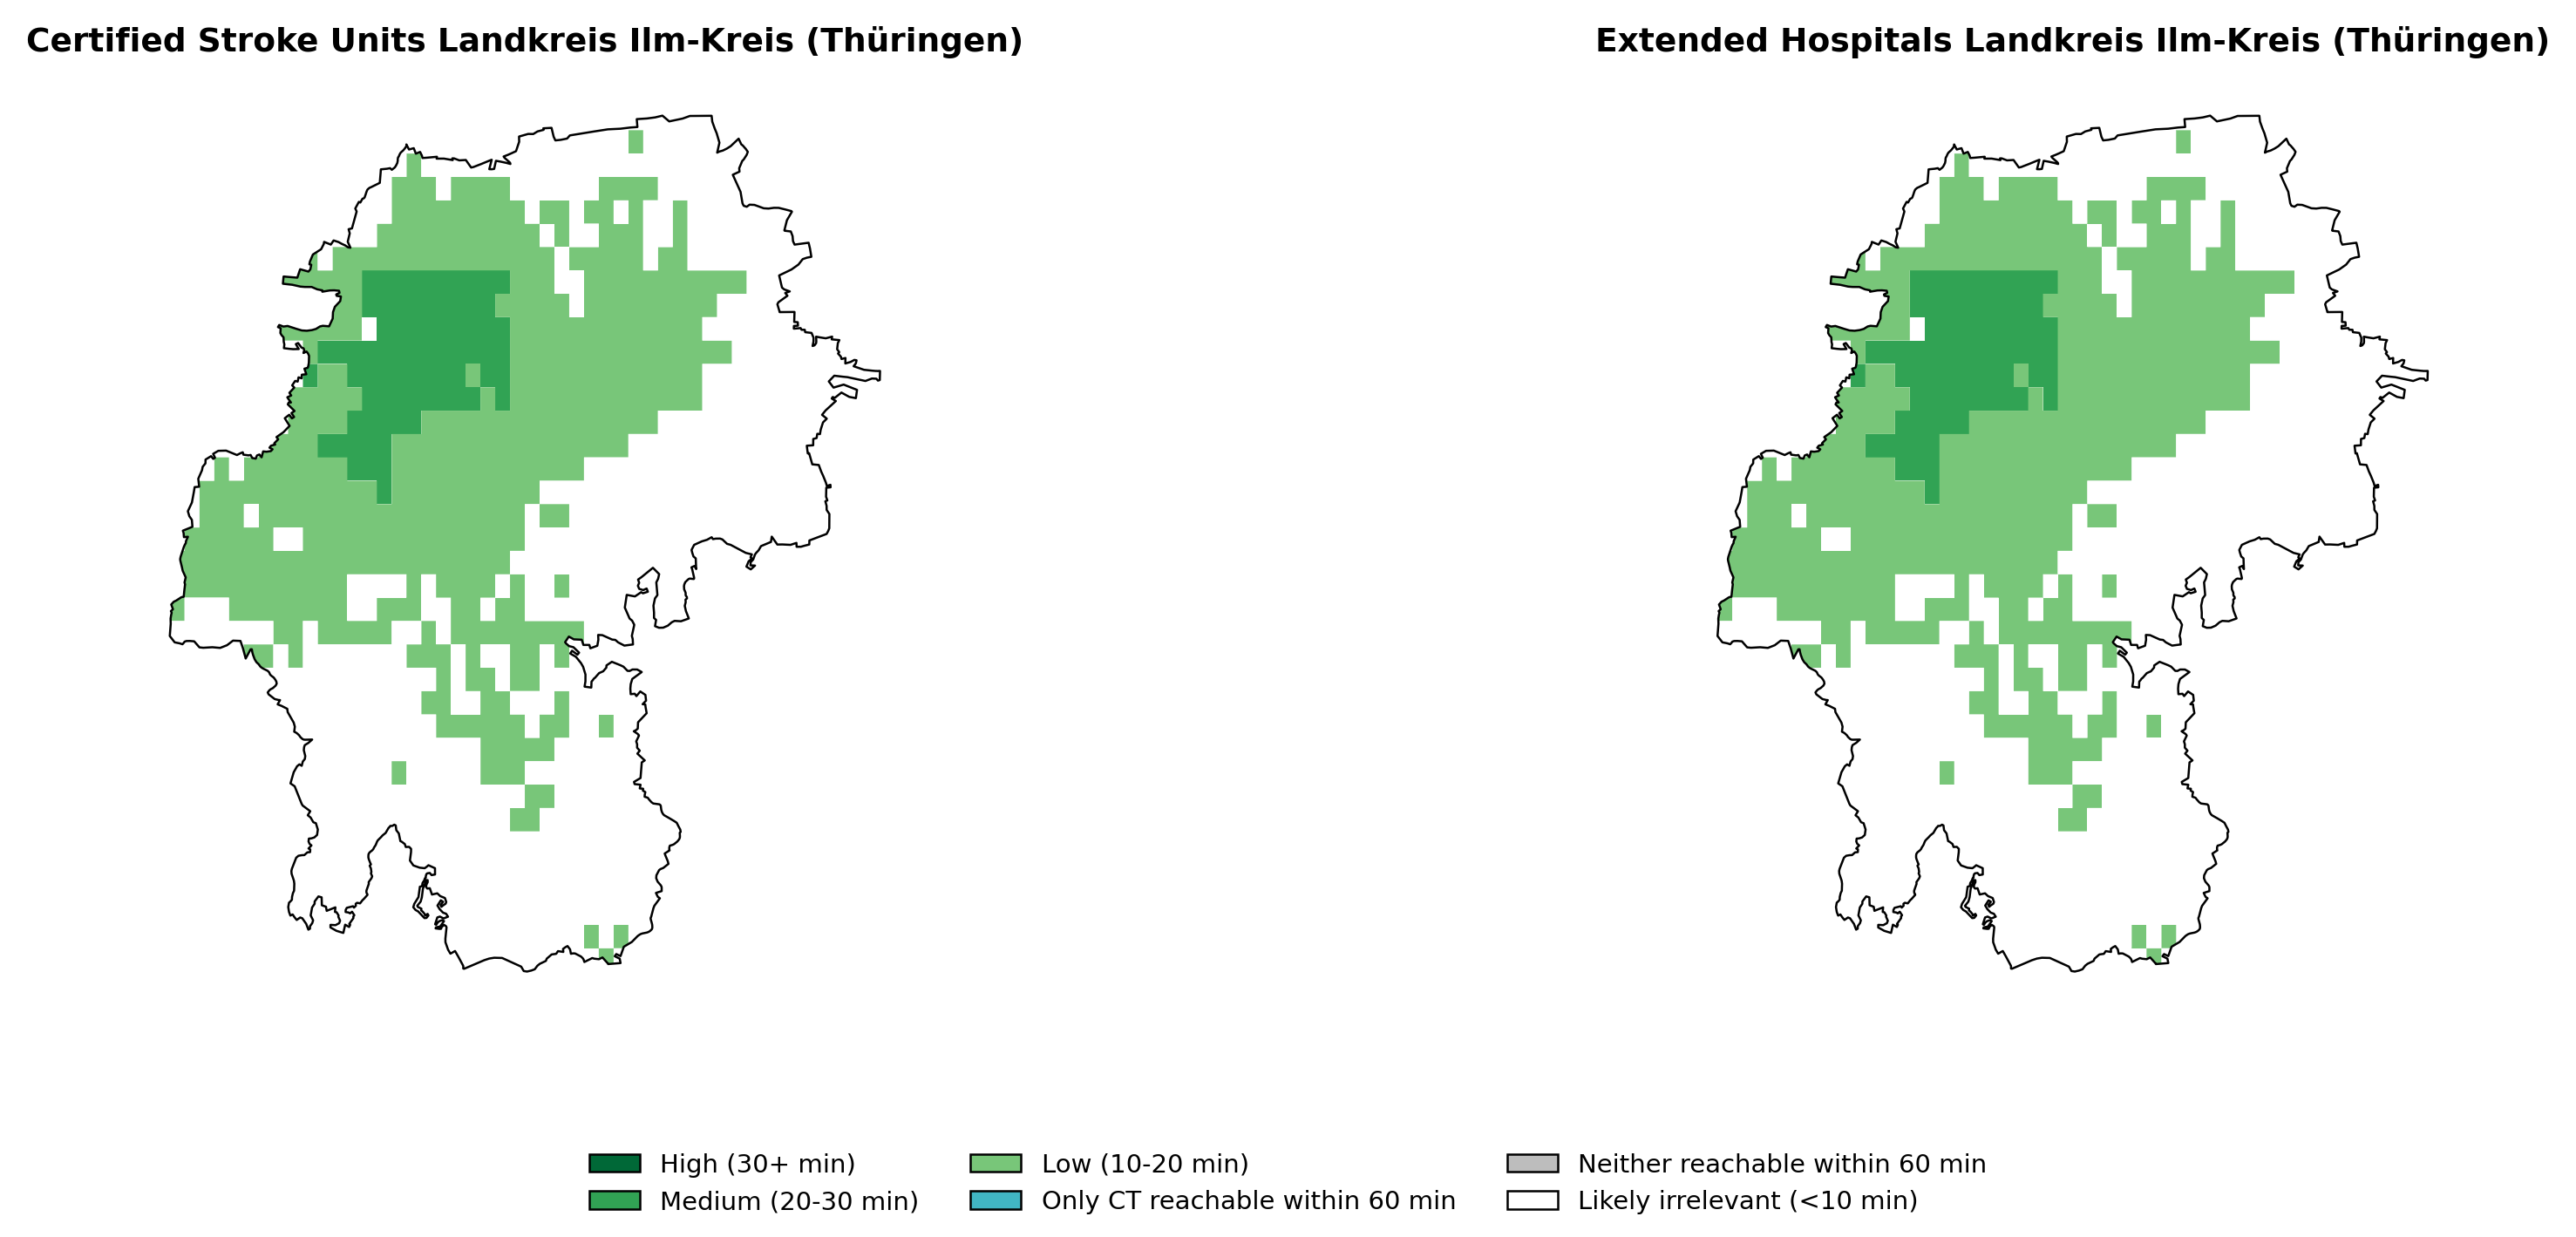 Certified Stroke Units Landkreis Ilm-Kreis (Thüringen)
Extended Hospitals Landkreis Ilm-Kreis (Thüringen)
High (30+ min)
Medium (20-30 min)
Low (10-20 min)
Only CT reachable within 60 min
Neither reachable within 60 min
Likely irrelevant (<10 min)